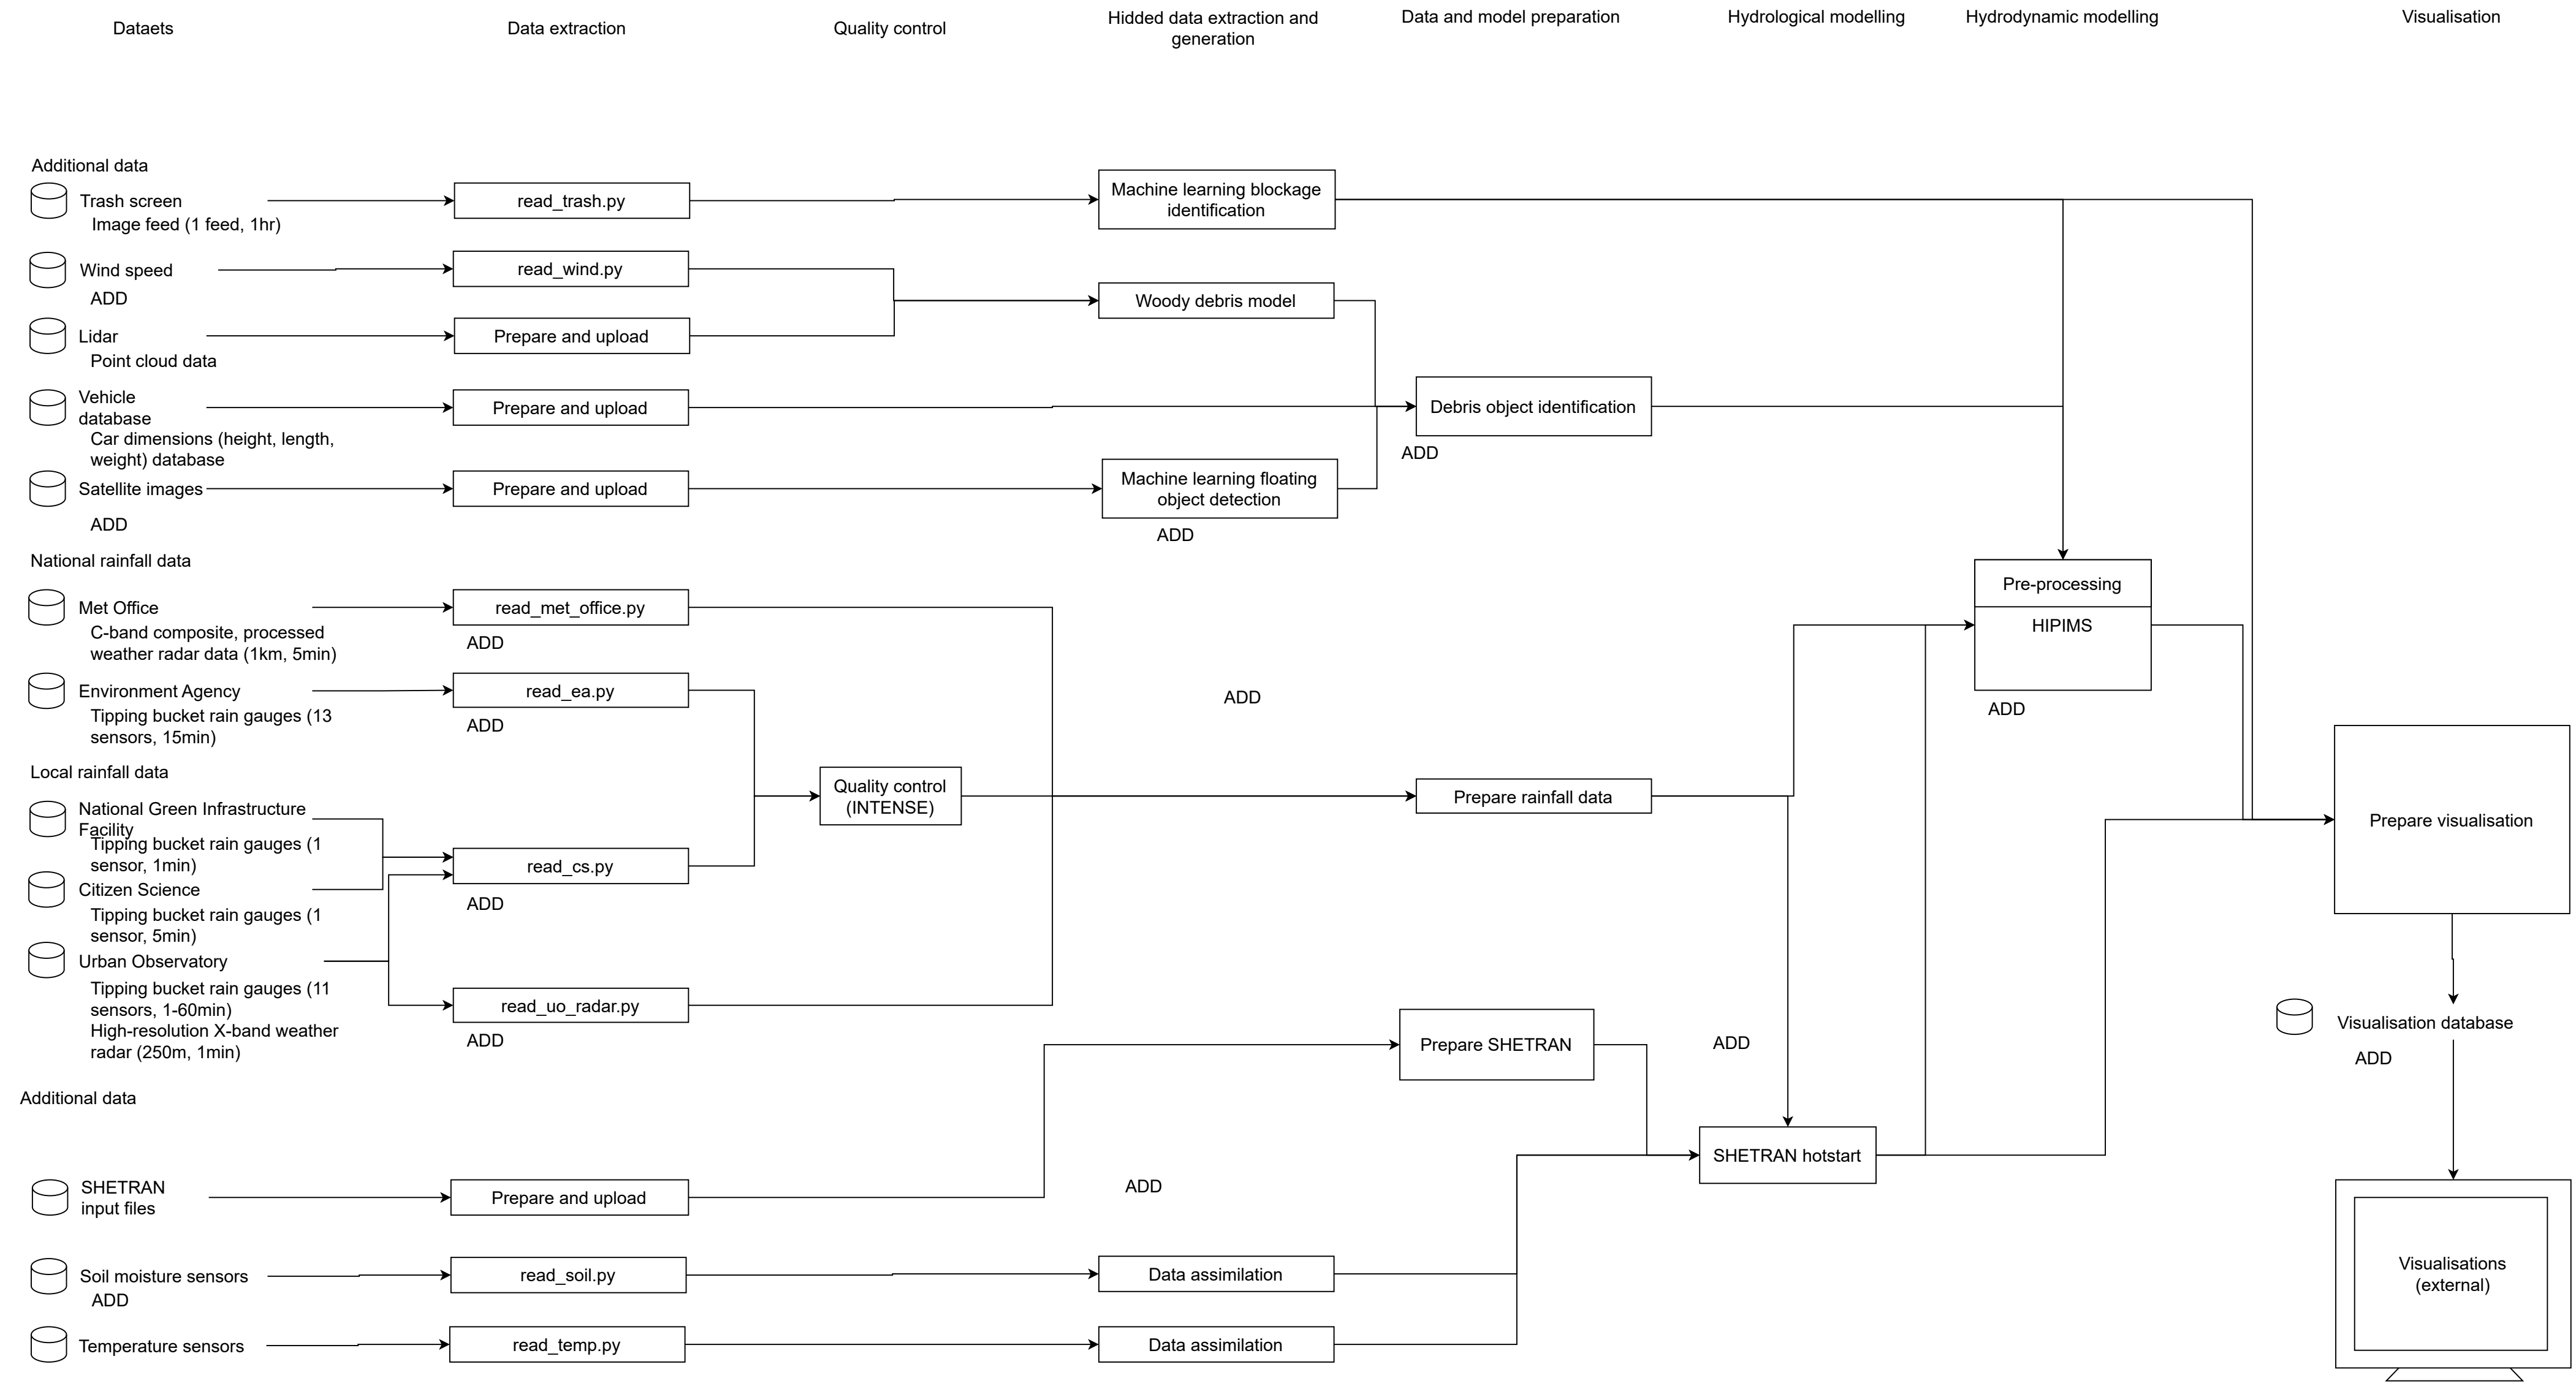 Dataets
Data extraction
Quality control
Hidded data extraction and
generation
Data and model preparation
Hydrological modelling
Hydrodynamic modelling
Visualisation
Additional data
Trash screen
Image feed (1 feed, 1hr)
read_trash.py
Machine learning blockage
identification
Wind speed
ADD
read_wind.py
Woody debris model
Lidar
Point cloud data
Prepare and upload
Vehicle
database
Car dimensions (height, length,
weight) database
Prepare and upload
Debris object identification
ADD
Satellite images
ADD
Prepare and upload
Machine learning floating
object detection
ADD
National rainfall data
Met Office
C-band composite, processed
weather radar data (1km, 5min)
read_met_office.py
ADD
Pre-processing
HIPIMS
ADD
Environment Agency
Tipping bucket rain gauges (13
sensors, 15min)
read_ea.py
ADD
ADD
Local rainfall data
National Green Infrastructure
Facility
Tipping bucket rain gauges (1
sensor, 1min)
Quality control
(INTENSE)
Prepare rainfall data
Prepare visualisation
Citizen Science
Tipping bucket rain gauges (1
sensor, 5min)
read_cs.py
ADD
Urban Observatory
Tipping bucket rain gauges (11
sensors, 1-60min)
High-resolution X-band weather
radar (250m, 1min)
read_uo_radar.py
ADD
Prepare SHETRAN
ADD
Visualisation database
ADD
Additional data
SHETRAN
input files
Prepare and upload
ADD
SHETRAN hotstart
Soil moisture sensors
ADD
read_soil.py
Data assimilation
Visualisations
(external)
Temperature sensors
read_temp.py
Data assimilation